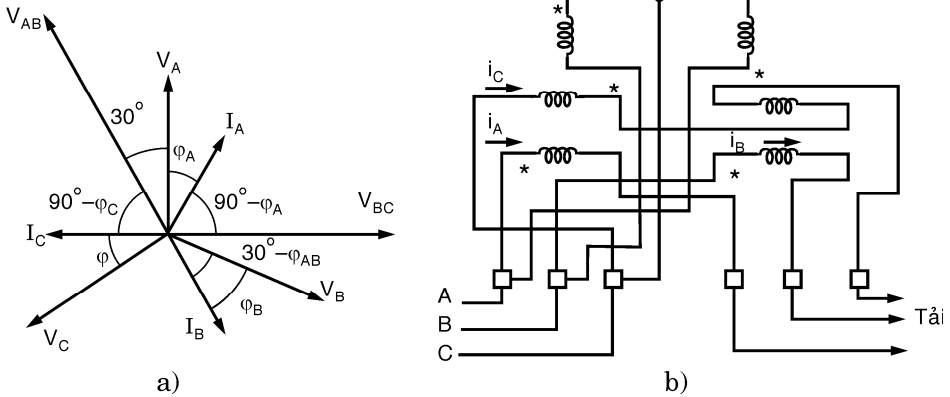 V_AB
V_A
30°
I_A
φ_A
90°−φ_C
90°−φ_A
V_BC
I_C
φ
30°−φ_AB
V_B
φ_B
V_C
I_B
a)
*
i_C
*
*
i_A
*
i_B
*
A
B
C
Tải
b)